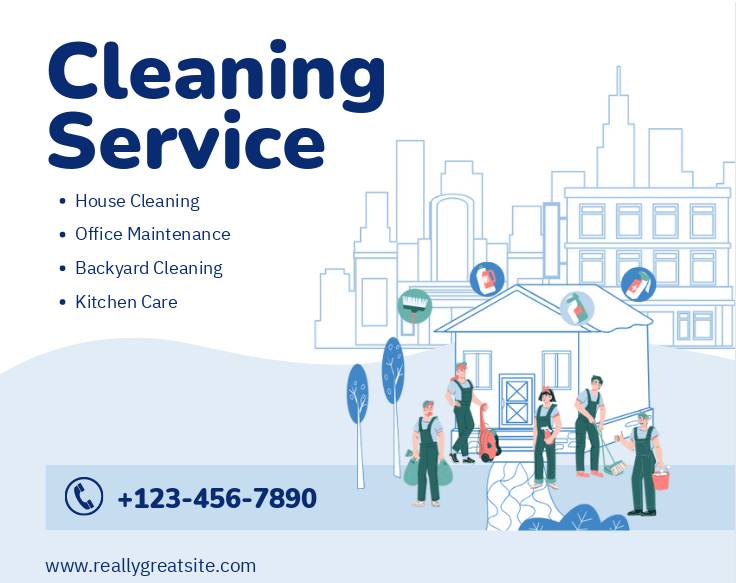 Cleaning
Service
• House Cleaning
• Office Maintenance
• Backyard Cleaning
• Kitchen Care
+123-456-7890
www.reallygreatsite.com